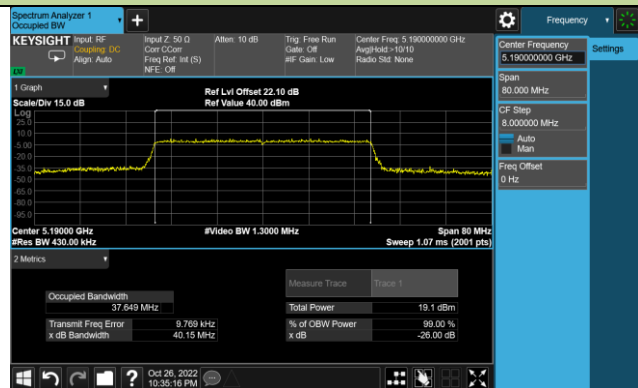 Spectrum Analyzer 1
Occupied BW
Frequency
KEYSIGHT
Input: RF
Coupling: DC
Align: Auto
Input Z: 50 Ω
Corr CCorr
Freq Ref: Int (S)
NFE: Off
Atten: 10 dB
Trig: Free Run
Gate: Off
#IF Gain: Low
Center Freq: 5.190000000 GHz
Avg|Hold:>10/10
Radio Std: None
Center Frequency
5.190000000 GHz
Settings
Span
80.000 MHz
CF Step
8.000000 MHz
Auto
Man
Freq Offset
0 Hz
1 Graph
Scale/Div 15.0 dB
Ref Lvl Offset 22.10 dB
Ref Value 40.00 dBm
Log
25.0
10.0
-5.00
-20.0
-35.0
-50.0
-65.0
-80.0
-95.0
Center 5.19000 GHz
#Video BW 1.3000 MHz
Span 80 MHz
#Res BW 430.00 kHz
Sweep 1.07 ms (2001 pts)
2 Metrics
Measure Trace
Trace 1
Occupied Bandwidth
37.649 MHz
Total Power
19.1 dBm
Transmit Freq Error
9.769 kHz
% of OBW Power
99.00 %
x dB Bandwidth
40.15 MHz
x dB
-26.00 dB
Oct 26, 2022
10:35:16 PM